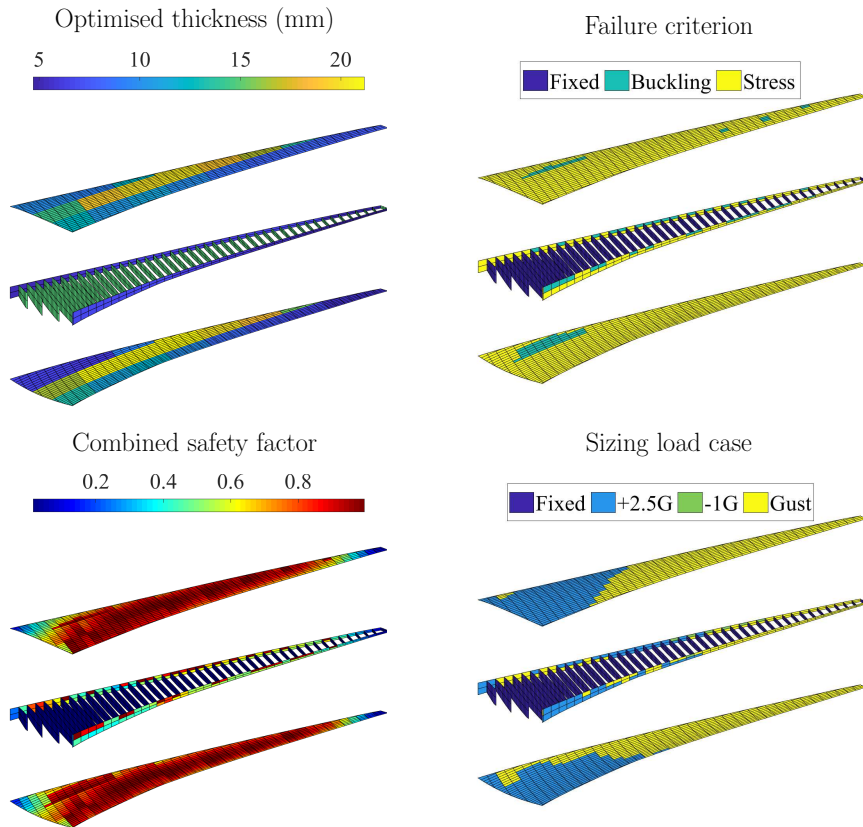 Optimised thickness (mm)
5 10 15 20
Failure criterion
Fixed Buckling Stress
Combined safety factor
0.2 0.4 0.6 0.8
Sizing load case
Fixed +2.5G -1G Gust